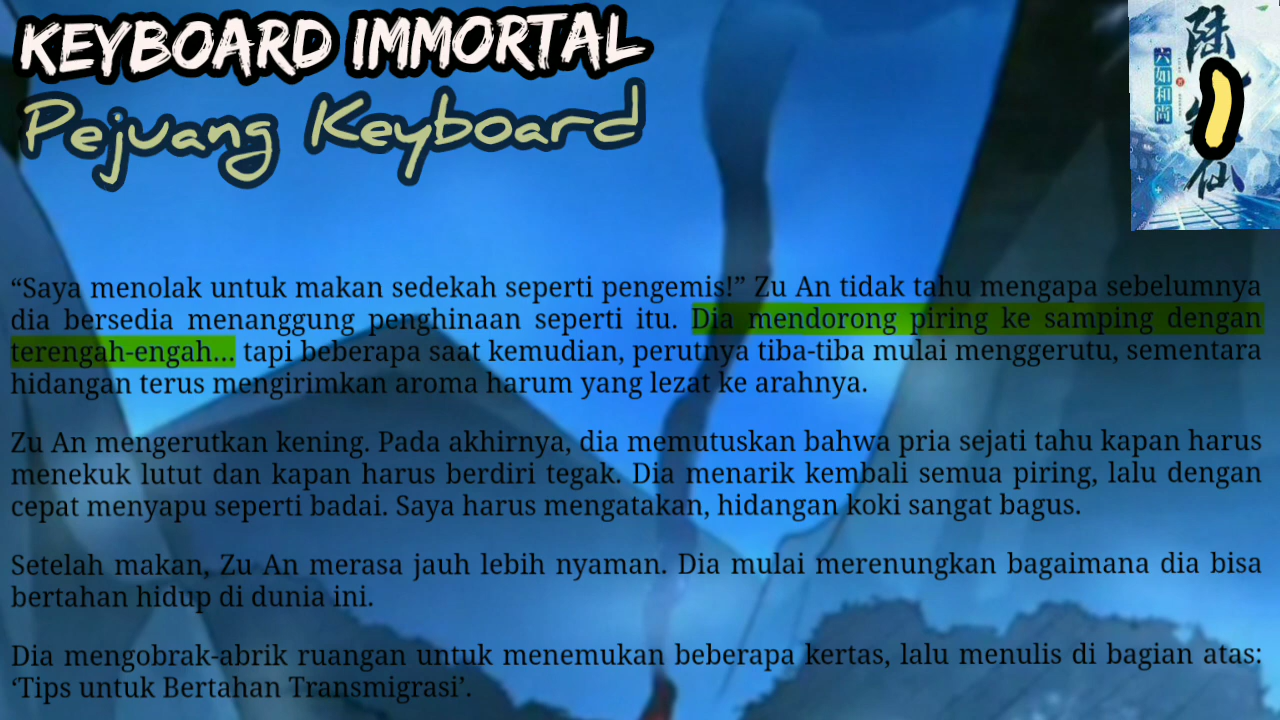 KEYBOARD IMMORTAL
Pejuang Keyboard
陆
仙
六如和尚
“Saya menolak untuk makan sedekah seperti pengemis!” Zu An tidak tahu mengapa sebelumnya
dia bersedia menanggung penghinaan seperti itu. Dia mendorong piring ke samping dengan
terengah-engah... tapi beberapa saat kemudian, perutnya tiba-tiba mulai menggerutu, sementara
hidangan terus mengirimkan aroma harum yang lezat ke arahnya.
Zu An mengerutkan kening. Pada akhirnya, dia memutuskan bahwa pria sejati tahu kapan harus
menekuk lutut dan kapan harus berdiri tegak. Dia menarik kembali semua piring, lalu dengan
cepat menyapu seperti badai. Saya harus mengatakan, hidangan koki sangat bagus.
Setelah makan, Zu An merasa jauh lebih nyaman. Dia mulai merenungkan bagaimana dia bisa
bertahan hidup di dunia ini.
Dia mengobrak-abrik ruangan untuk menemukan beberapa kertas, lalu menulis di bagian atas:
‘Tips untuk Bertahan Transmigrasi’.